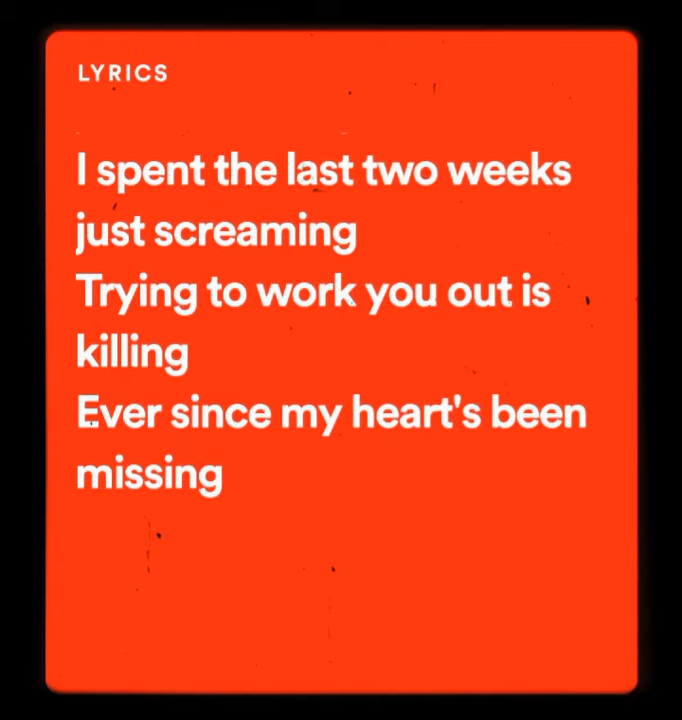 LYRICS
I spent the last two weeks
just screaming
Trying to work you out is
killing
Ever since my heart's been
missing